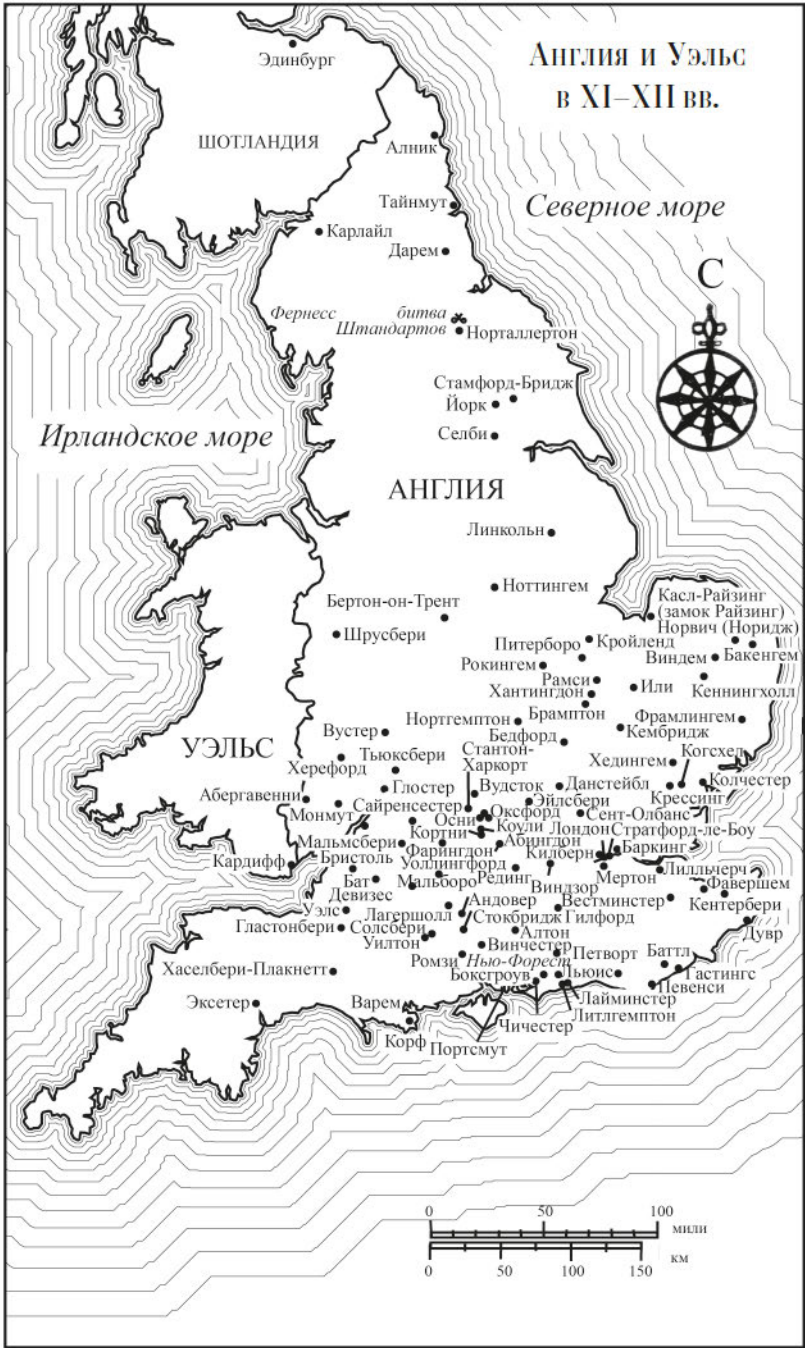 Англия и Уэльс
в XI–XII вв.
Эдинбург
ШОТЛАНДИЯ
Алник
Тайнмут
Северное море
Карлайл
Дарем
С
Фернесс
битва
Штандартов
Норталлертон
Стамфорд-Бридж
Йорк
Селби
Ирландское море
АНГЛИЯ
Линкольн
Ноттингем
Бертон-он-Трент
Шрусбери
Касл-Райзинг
(замок Райзинг)
Норвич (Норидж)
Кройленд
Питерборо
Виндем
Бакенгем
Рокингем
Рамси
Или
Хантингдон
Кеннингхолл
Брамптон
Нортгемптон
Фрамлингем
Кембридж
Бедфорд
Вустер
УЭЛЬС
Стантон-
Харкорт
Когсхел
Тьюксбери
Херефорд
Хедингем
Глостер
Вудсток
Данстейбл
Колчестер
Абергавенни
Эйлсбери
Крессинг
Монмут
Сайренсестер
Оксфорд
Сент-Олбанс
Осни
Коули
Лондон
Стратфорд-ле-Боу
Кортни
Мальмсбери
Фарингдон
Абингдон
Килберн
Баркинг
Бристоль
Уоллингфорд
Кардифф
Рединг
Мертон
Лилльчерч
Бат
Мальборо
Виндзор
Фавершем
Девизес
Андовер
Вестминстер
Кентербери
Уэлс
Лагершолл
Стокбридж
Гилфорд
Гластонбери
Солсбери
Алтон
Дувр
Уилтон
Винчестер
Ромзи
Нью-Форест
Петворт
Баттл
Хаселбери-Плакнетт
Боксгроув
Льюис
Гастингс
Певенси
Эксетер
Варем
Лайминстер
Литлгемптон
Корф
Чичестер
Портсмут
0 50 100
мили
км
0 50 100 150